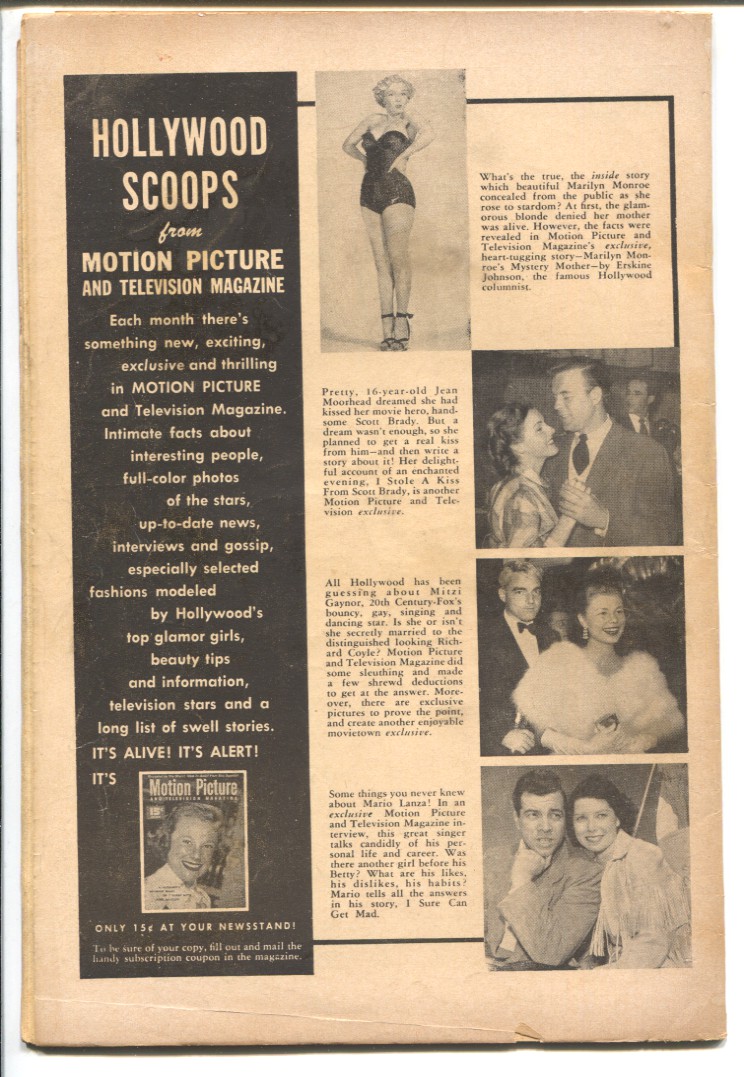 HOLLYWOOD
SCOOPS
from
MOTION PICTURE
AND TELEVISION MAGAZINE
Each month there's
something new, exciting,
exclusive and thrilling
in MOTION PICTURE
and Television Magazine.
Intimate facts about
interesting people,
full-color photos
of the stars,
up-to-date news,
interviews and gossip,
especially selected
fashions modeled
by Hollywood's
top glamor girls,
beauty tips
and information,
television stars and a
long list of swell stories.
IT'S ALIVE! IT'S ALERT!
IT'S
Motion Picture
AND TELEVISION MAGAZINE
15¢
ONLY 15¢ AT YOUR NEWSSTAND!
To be sure of your copy, fill out and mail the
handy subscription coupon in the magazine.
What's the true, the inside story
which beautiful Marilyn Monroe
concealed from the public as she
rose to stardom? At first, the glam-
orous blonde denied her mother
was alive. However, the facts were
revealed in Motion Picture and
Television Magazine's exclusive,
heart-tugging story—Marilyn Mon-
roe's Mystery Mother—by Erskine
Johnson, the famous Hollywood
columnist.
Pretty, 16-year-old Jean
Moorhead dreamed she had
kissed her movie hero, hand-
some Scott Brady. But a
dream wasn't enough, so she
planned to get a real kiss
from him—and then write a
story about it! Her delight-
ful account of an enchanted
evening, I Stole A Kiss
From Scott Brady, is another
Motion Picture and Tele-
vision exclusive.
All Hollywood has been
guessing about Mitzi
Gaynor, 20th Century-Fox's
bouncy, gay, singing and
dancing star. Is she or isn't
she secretly married to the
distinguished looking Rich-
ard Coyle? Motion Picture
and Television Magazine did
some sleuthing and made
a few shrewd deductions
to get at the answer. More-
over, there are exclusive
pictures to prove the point,
and create another enjoyable
movietown exclusive.
Some things you never knew
about Mario Lanza! In an
exclusive Motion Picture
and Television Magazine in-
terview, this great singer
talks candidly of his per-
sonal life and career. Was
there another girl before his
Betty? What are his likes,
his dislikes, his habits?
Mario tells all the answers
in his story, I Sure Can
Get Mad.